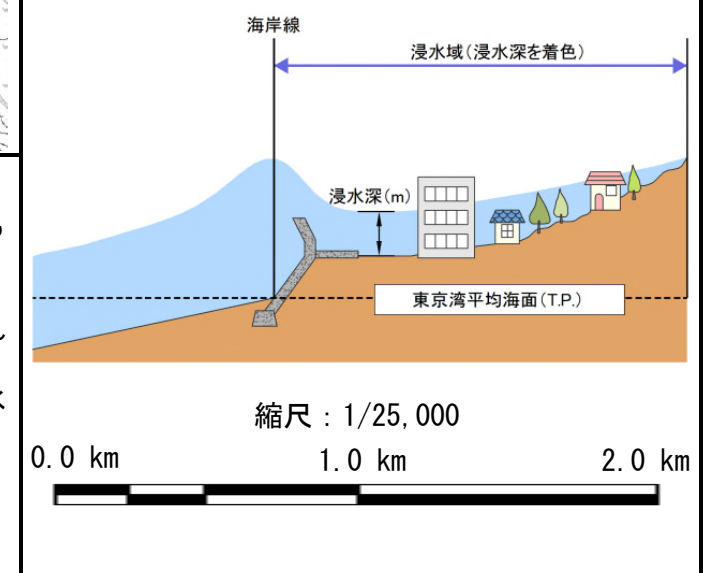 海岸線
浸水域(浸水深を着色)
浸水深(m)
東京湾平均海面(T.P.)
縮尺：1/25,000
0.0 km 1.0 km 2.0 km